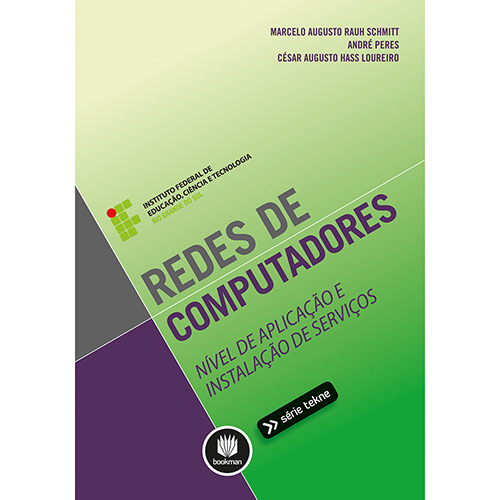 MARCELO AUGUSTO RAUH SCHMITT
ANDRÉ PERES
CÉSAR AUGUSTO HASS LOUREIRO
INSTITUTO FEDERAL DE
EDUCAÇÃO, CIÊNCIA E TECNOLOGIA
RIO GRANDE DO SUL
REDES DE
COMPUTADORES
NÍVEL DE APLICAÇÃO E
INSTALAÇÃO DE SERVIÇOS
série tekne
bookman